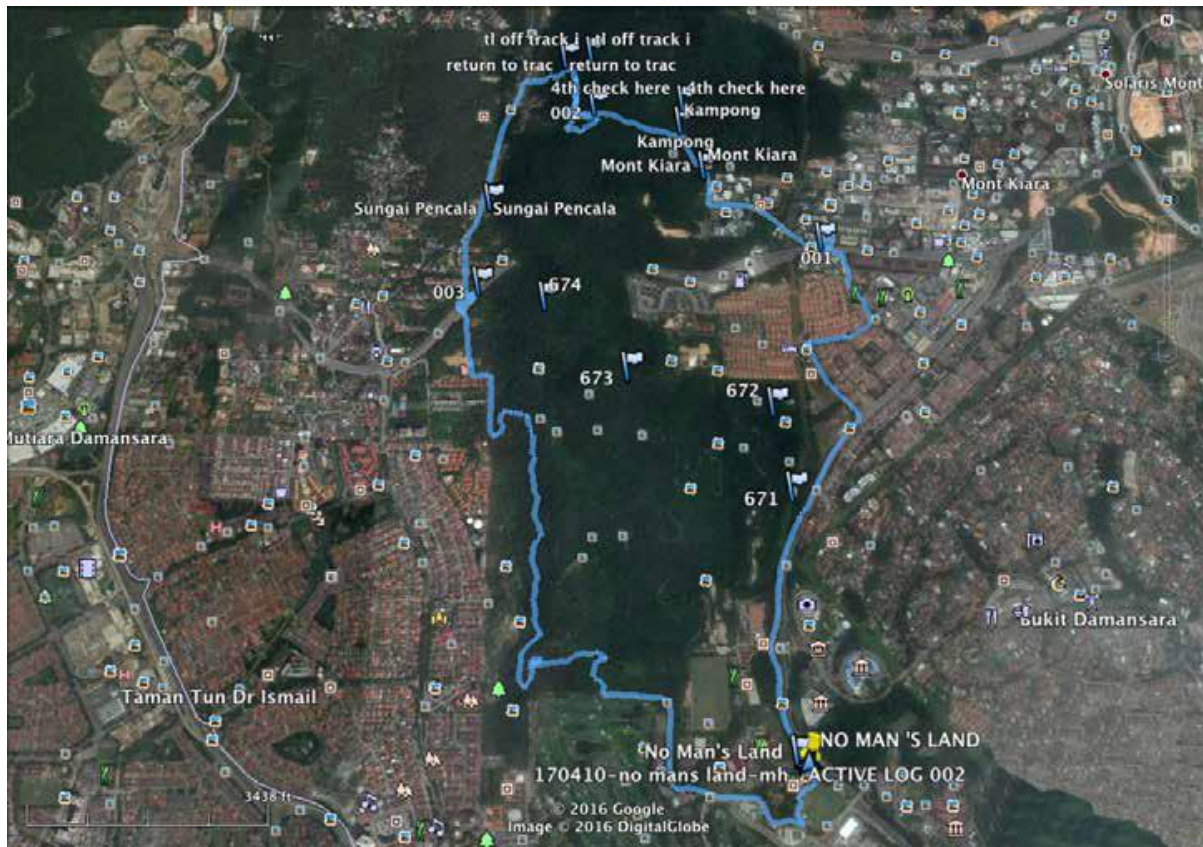 tl off track i tl off track i
return to trac return to trac
4th check here 4th check here
002 Kampong
Kampong
Mont Kiara Mont Kiara
Solaris Mont
Mont Kiara
Sungai Pencala Sungai Pencala
001
003
674
673
672
671
Mutiara Damansara
Bukit Damansara
Taman Tun Dr Ismail
No Man's Land NO MAN 'S LAND
170410-no mans land-mh ACTIVE LOG 002
3438 ft
© 2016 Google
Image © 2016 DigitalGlobe
N